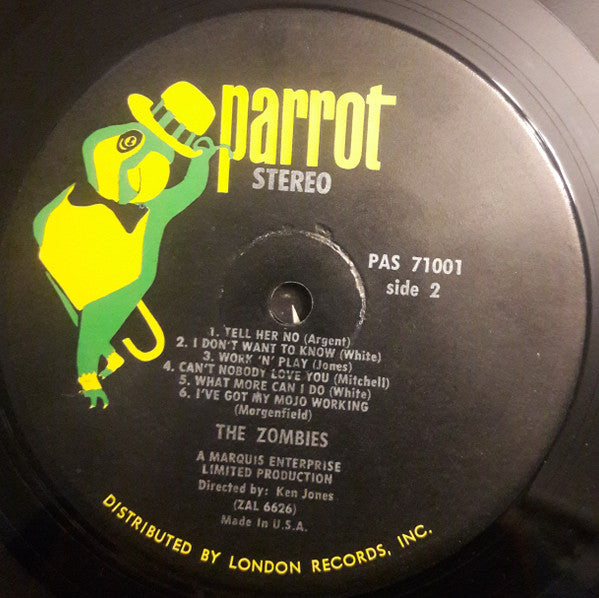 parrot
STEREO
PAS 71001
side 2
1. TELL HER NO (Argent)
2. I DON'T WANT TO KNOW (White)
3. WORK 'N' PLAY (Jones)
4. CAN'T NOBODY LOVE YOU (Mitchell)
5. WHAT MORE CAN I DO (White)
6. I'VE GOT MY MOJO WORKING
(Morgenfield)
THE ZOMBIES
A MARQUIS ENTERPRISE
LIMITED PRODUCTION
Directed by: Ken Jones
(ZAL 6626)
Made In U.S.A.
DISTRIBUTED BY LONDON RECORDS, INC.